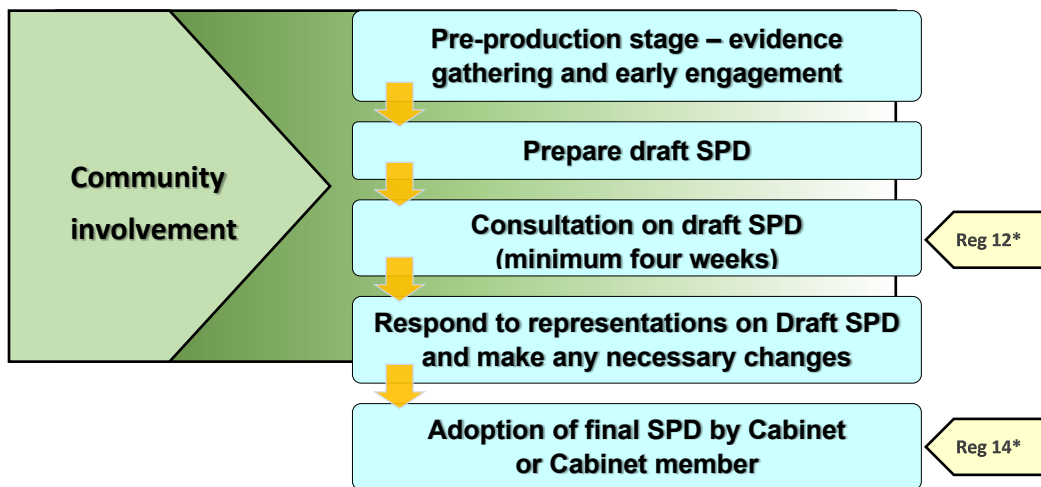 Pre-production stage – evidence
gathering and early engagement
Prepare draft SPD
Community
involvement
Consultation on draft SPD
(minimum four weeks)
Reg 12*
Respond to representations on Draft SPD
and make any necessary changes
Adoption of final SPD by Cabinet
or Cabinet member
Reg 14*